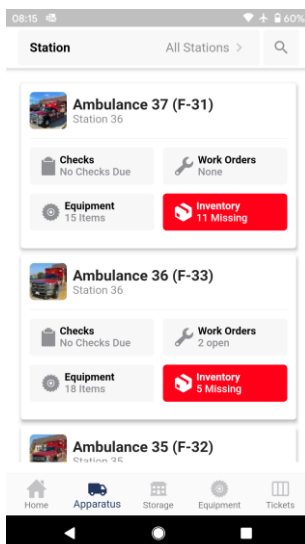 08:15 60%
Station All Stations >
Ambulance 37 (F-31)
Station 36
Checks
No Checks Due
Work Orders
None
Equipment
15 Items
Inventory
11 Missing
Ambulance 36 (F-33)
Station 36
Checks
No Checks Due
Work Orders
2 open
Equipment
18 Items
Inventory
5 Missing
Ambulance 35 (F-32)
Station 35
Home Apparatus Storage Equipment Tickets